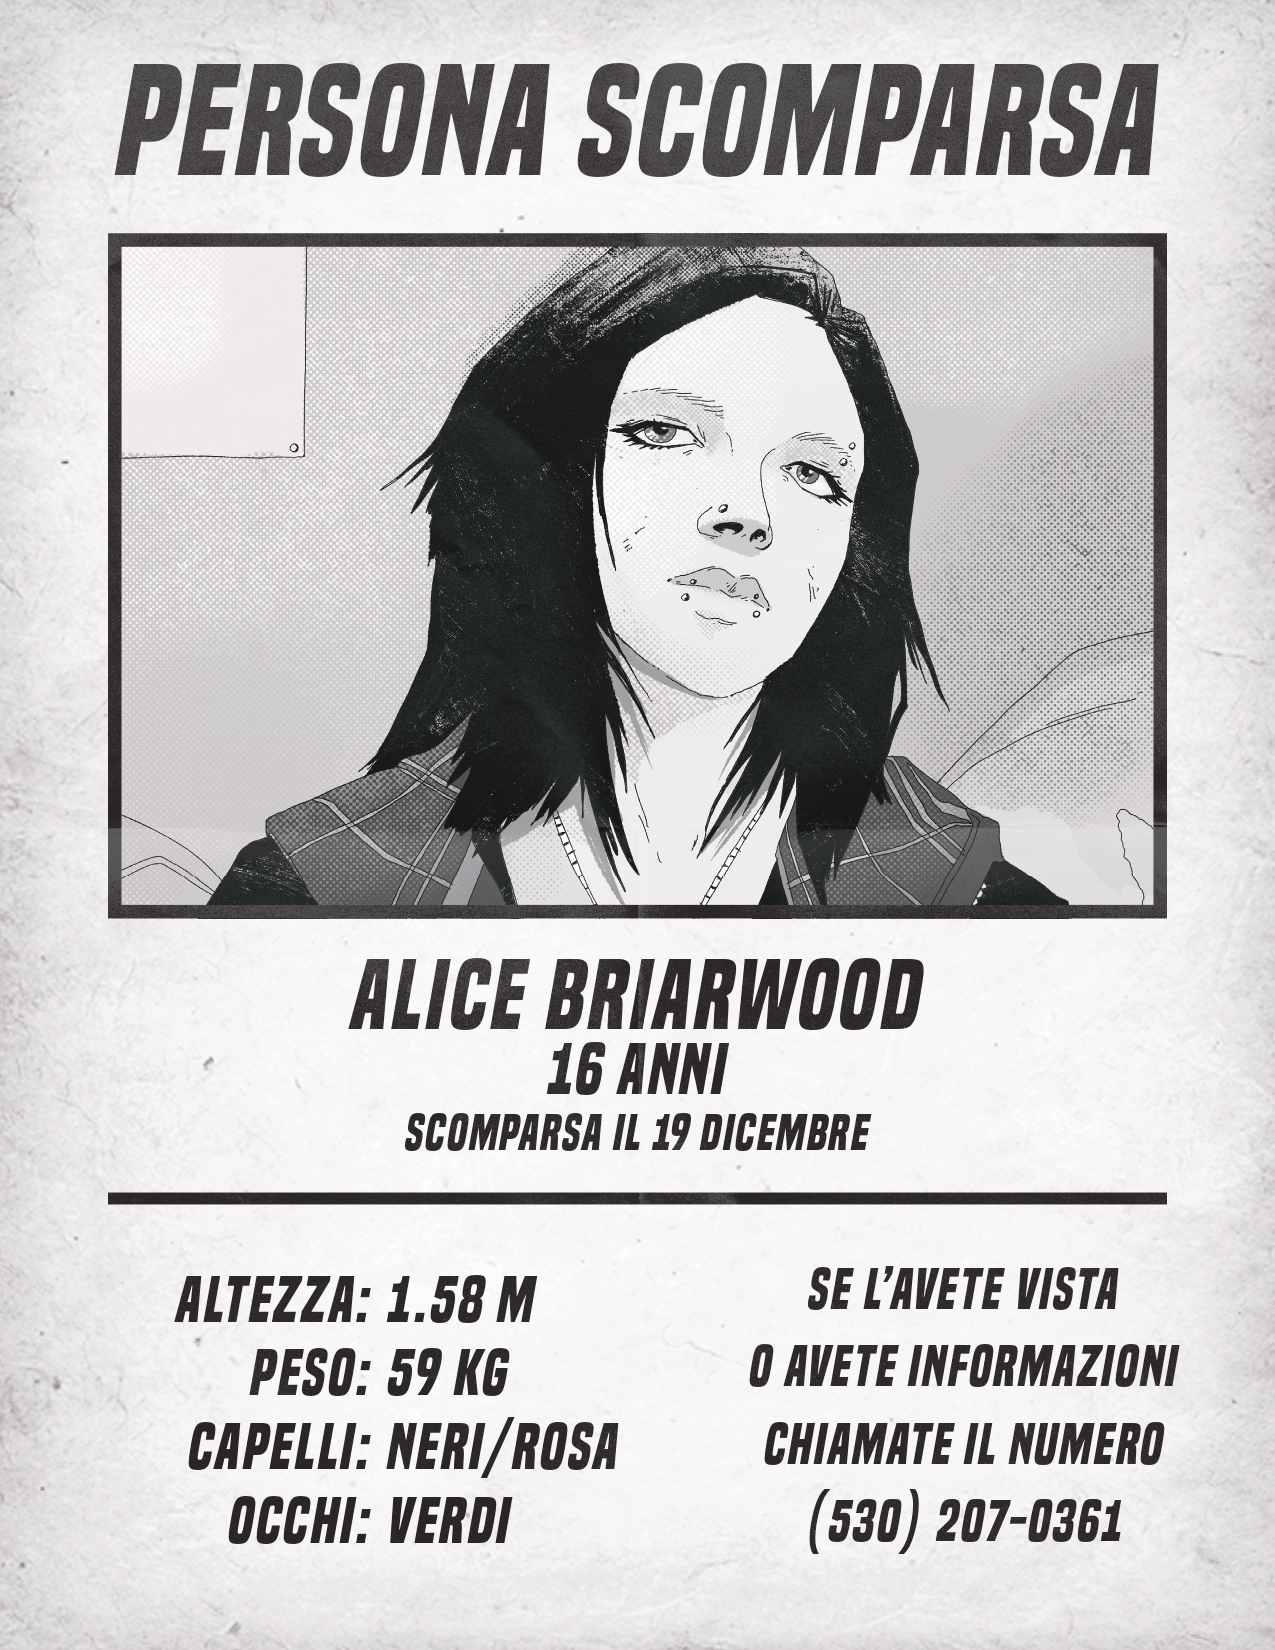 PERSONA SCOMPARSA
ALICE BRIARWOOD
16 ANNI
SCOMPARSA IL 19 DICEMBRE
ALTEZZA: 1.58 M
PESO: 59 KG
CAPELLI: NERI/ROSA
OCCHI: VERDI
SE L'AVETE VISTA
O AVETE INFORMAZIONI
CHIAMATE IL NUMERO
(530) 207-0361